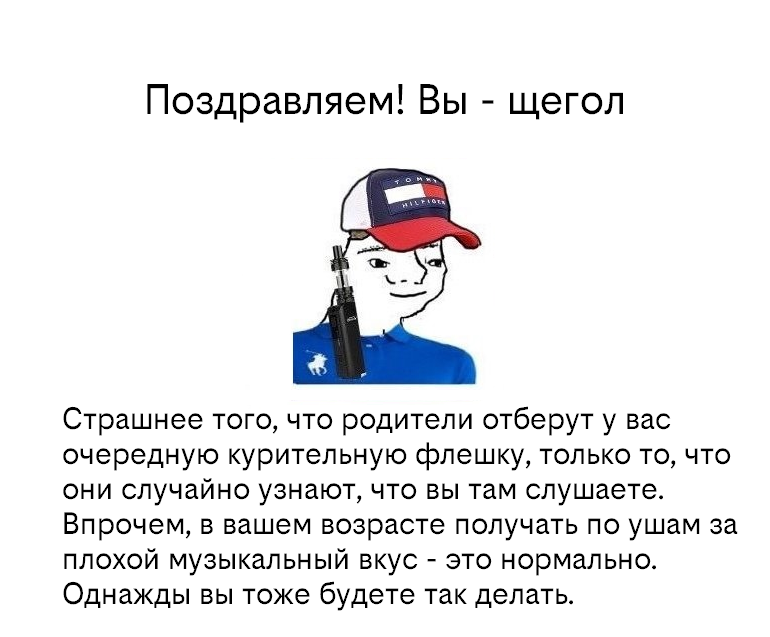 Поздравляем! Вы - щегол
TOMMY
HILFIGER
Страшнее того, что родители отберут у вас
очередную курительную флешку, только то, что
они случайно узнают, что вы там слушаете.
Впрочем, в вашем возрасте получать по ушам за
плохой музыкальный вкус - это нормально.
Однажды вы тоже будете так делать.